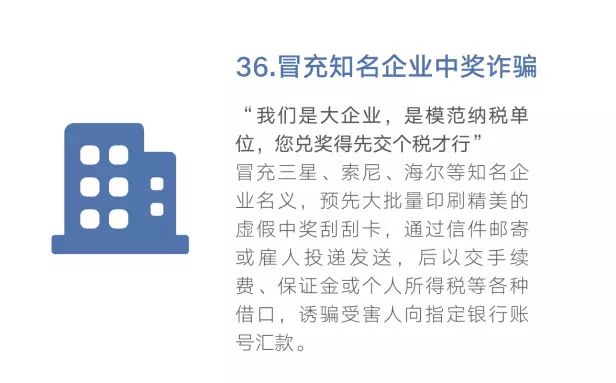 36.冒充知名企业中奖诈骗
“我们是大企业，是模范纳税单
位，您兑奖得先交个税才行”
冒充三星、索尼、海尔等知名企
业名义，预先大批量印刷精美的
虚假中奖刮刮卡，通过信件邮寄
或雇人投递发送，后以交手续
费、保证金或个人所得税等各种
借口，诱骗受害人向指定银行账
号汇款。